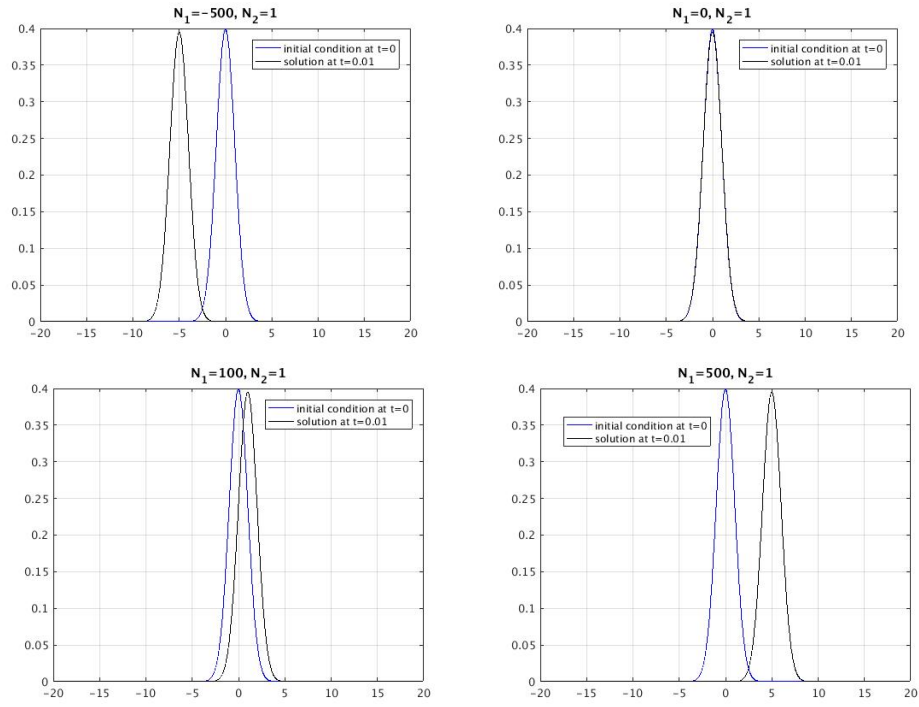 N₁=−500, N₂=1
0.4
0.35
0.3
0.25
0.2
0.15
0.1
0.05
0
initial condition at t=0
solution at t=0.01
-20 -15 -10 -5 0 5 10 15 20
N₁=0, N₂=1
0.4
0.35
0.3
0.25
0.2
0.15
0.1
0.05
0
initial condition at t=0
solution at t=0.01
-20 -15 -10 -5 0 5 10 15 20
N₁=100, N₂=1
0.4
0.35
0.3
0.25
0.2
0.15
0.1
0.05
0
initial condition at t=0
solution at t=0.01
-20 -15 -10 -5 0 5 10 15 20
N₁=500, N₂=1
0.4
0.35
0.3
0.25
0.2
0.15
0.1
0.05
0
initial condition at t=0
solution at t=0.01
-20 -15 -10 -5 0 5 10 15 20